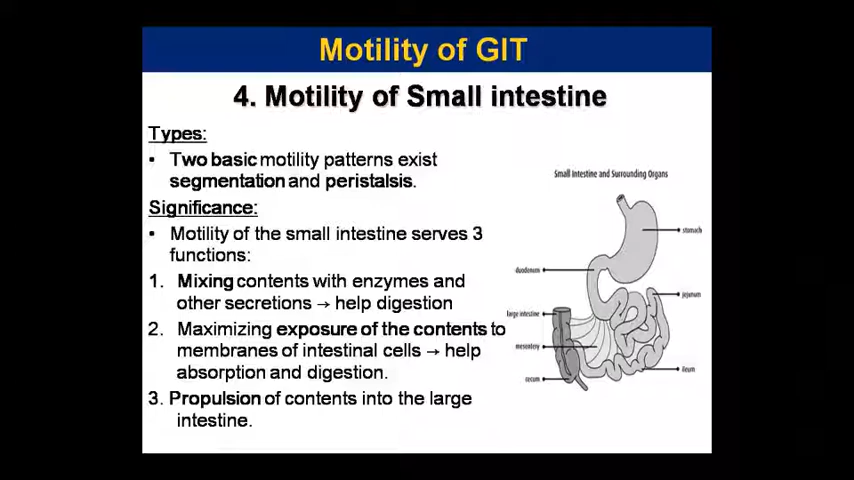 Motility of GIT
4. Motility of Small intestine
Types:
• Two basic motility patterns exist
segmentation and peristalsis.
Significance:
• Motility of the small intestine serves 3
functions:
1. Mixing contents with enzymes and
other secretions → help digestion
2. Maximizing exposure of the contents to
membranes of intestinal cells → help
absorption and digestion.
3. Propulsion of contents into the large
intestine.
Small Intestine and Surrounding Organs
stomach
duodenum
jejunum
large intestine
mesentery
ileum
cecum